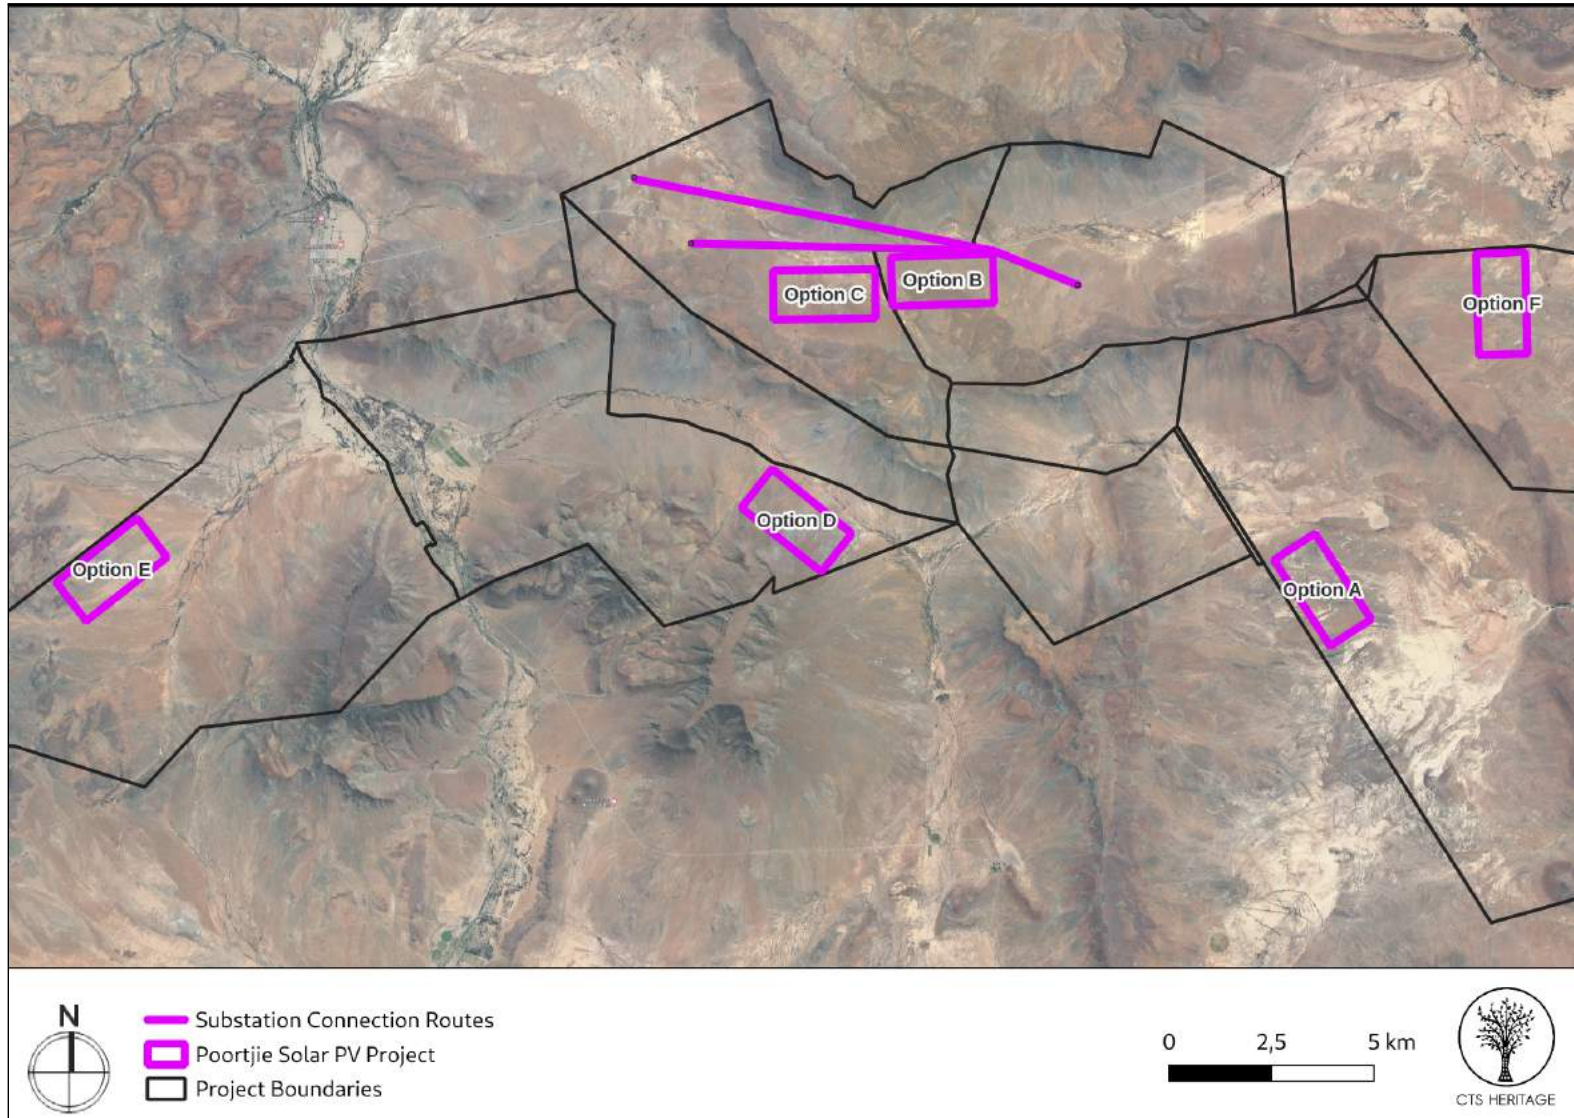 Option C
Option B
Option F
Option D
Option E
Option A
N
Substation Connection Routes
Poortjie Solar PV Project
Project Boundaries
0 2,5 5 km
CTS HERITAGE